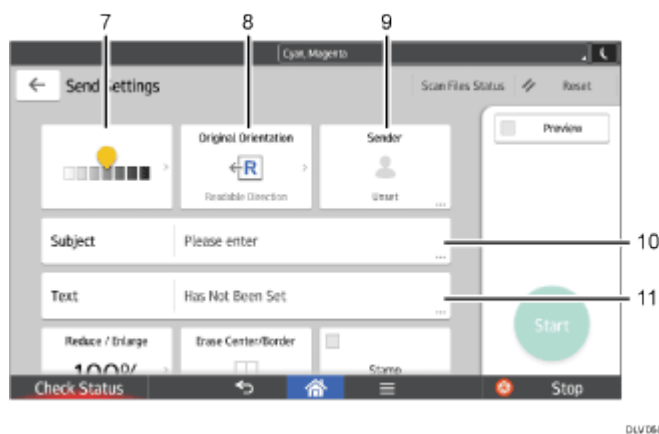 7 8 9
Cyan, Magenta
Send Settings Scan Files Status Reset
Original Orientation Sender Preview
R
Readable Direction Unset
Subject Please enter 10
Text Has Not Been Set 11
Start
Reduce / Enlarge Erase Center/Border
100% Stamp
Check Status Stop